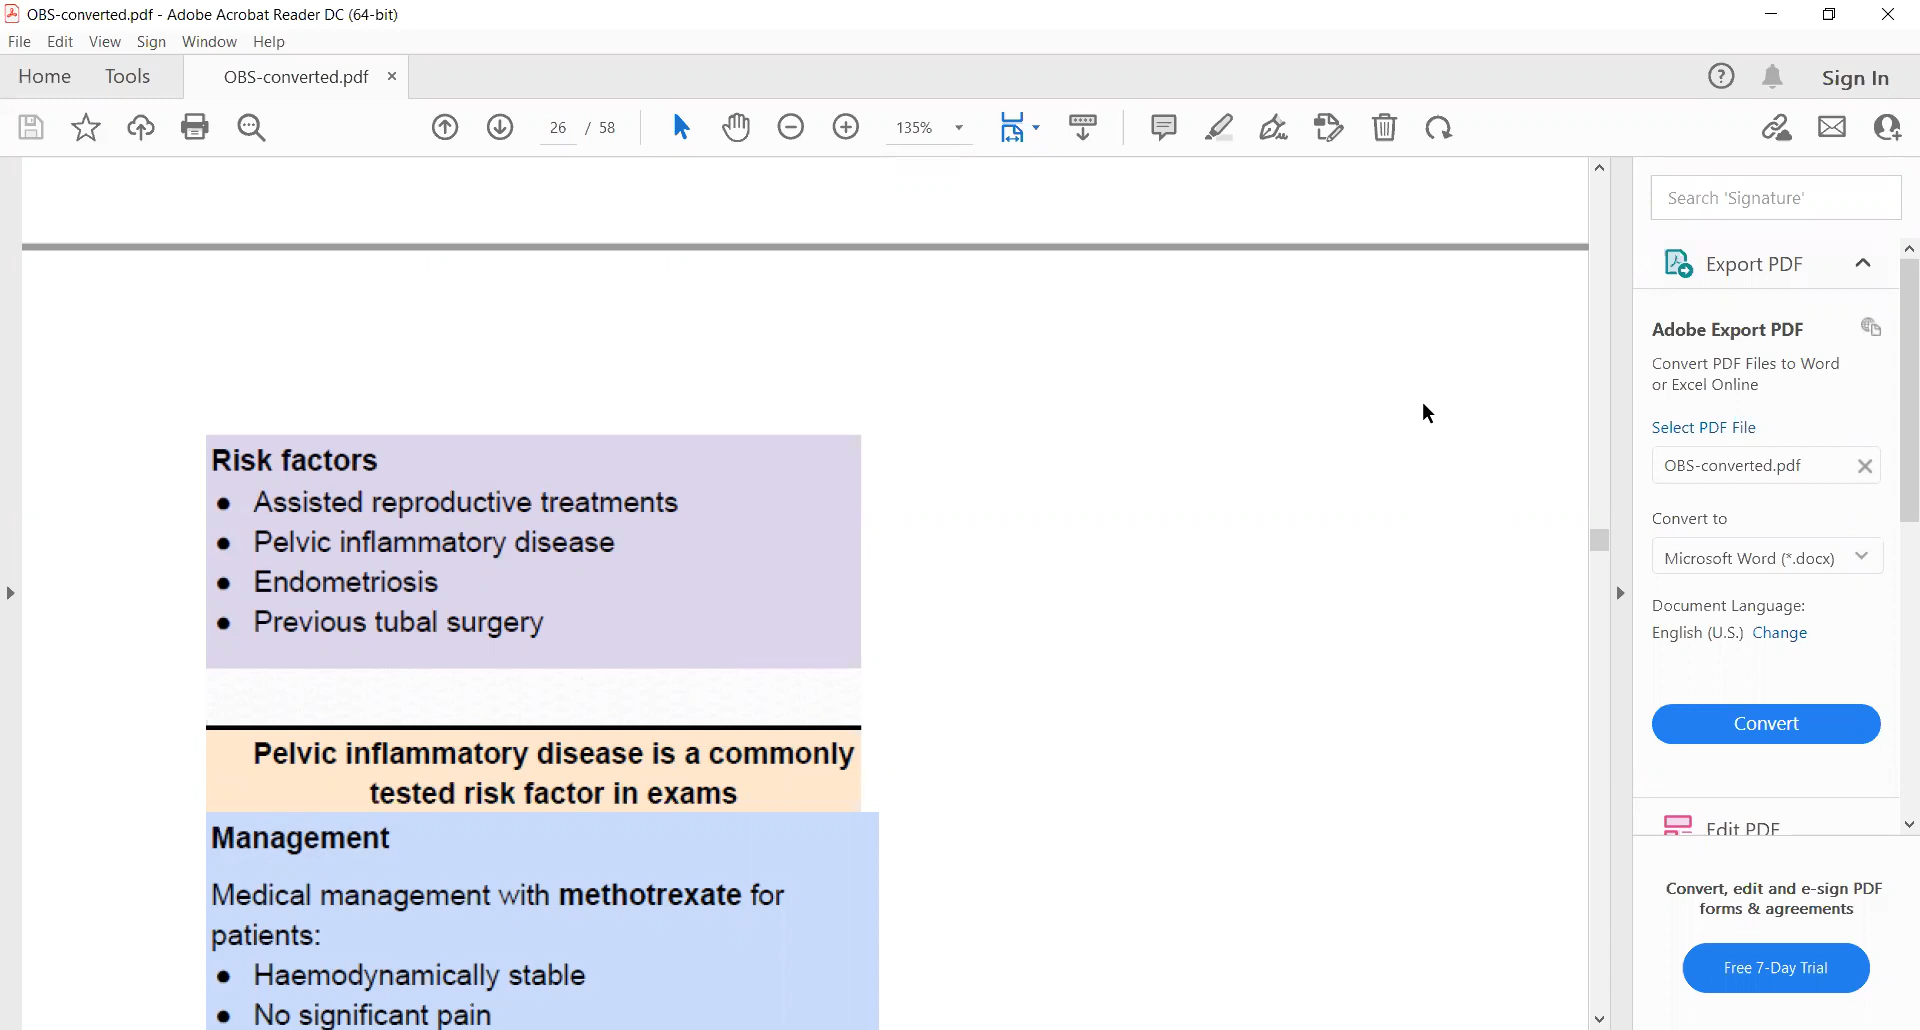 OBS-converted.pdf - Adobe Acrobat Reader DC (64-bit)
File Edit View Sign Window Help
Home Tools OBS-converted.pdf × Sign In
26 / 58 135%
Search 'Signature'
Export PDF
Adobe Export PDF
Convert PDF Files to Word
or Excel Online
Select PDF File
OBS-converted.pdf
Convert to
Microsoft Word (*.docx)
Document Language:
English (U.S.) Change
Convert
Edit PDF
Convert, edit and e-sign PDF
forms & agreements
Free 7-Day Trial
Risk factors
● Assisted reproductive treatments
● Pelvic inflammatory disease
● Endometriosis
● Previous tubal surgery
Pelvic inflammatory disease is a commonly
tested risk factor in exams
Management
Medical management with methotrexate for
patients:
● Haemodynamically stable
● No significant pain